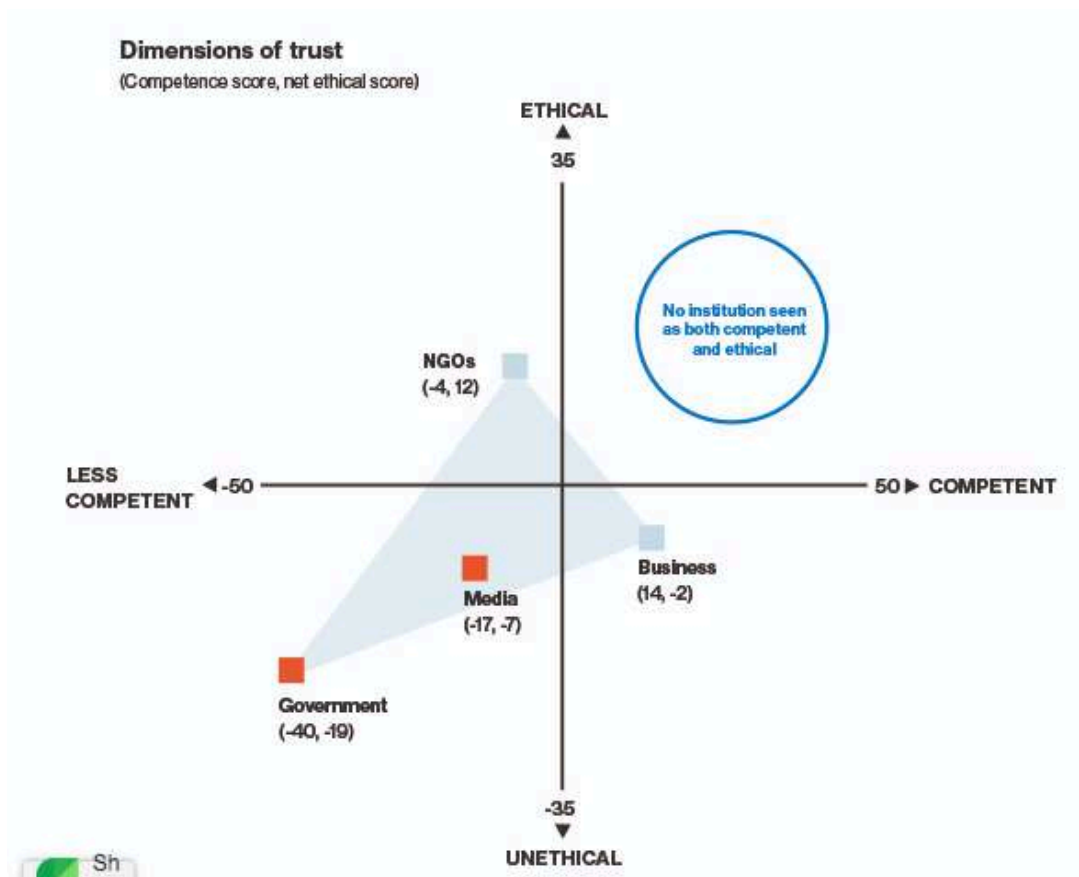 Dimensions of trust
(Competence score, net ethical score)
ETHICAL
35
No institution seen
as both competent
and ethical
NGOs
(-4, 12)
LESS
COMPETENT
-50
50
COMPETENT
Business
(14, -2)
Media
(-17, -7)
Government
(-40, -19)
-35
UNETHICAL
Sh